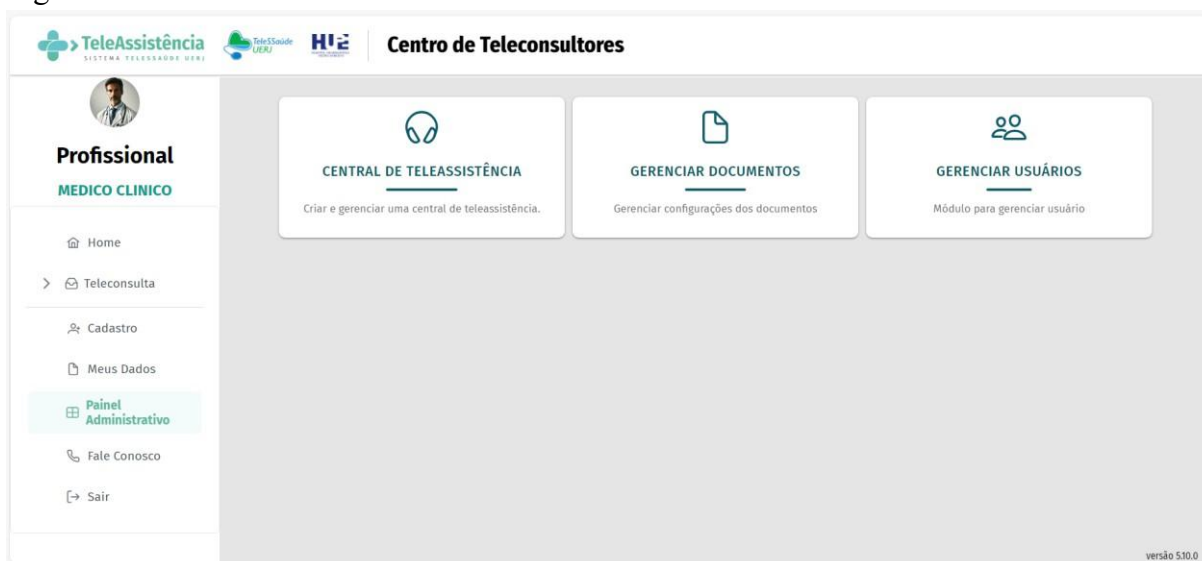 TeleAssistência
SISTEMA TELESSAÚDE UERJ
TeleSSaúde
UERJ
Centro de Teleconsultores
Profissional
MEDICO CLINICO
Home
Teleconsulta
Cadastro
Meus Dados
Painel
Administrativo
Fale Conosco
Sair
CENTRAL DE TELEASSISTÊNCIA
Criar e gerenciar uma central de teleassistência.
GERENCIAR DOCUMENTOS
Gerenciar configurações dos documentos
GERENCIAR USUÁRIOS
Módulo para gerenciar usuário
versão 5.10.0